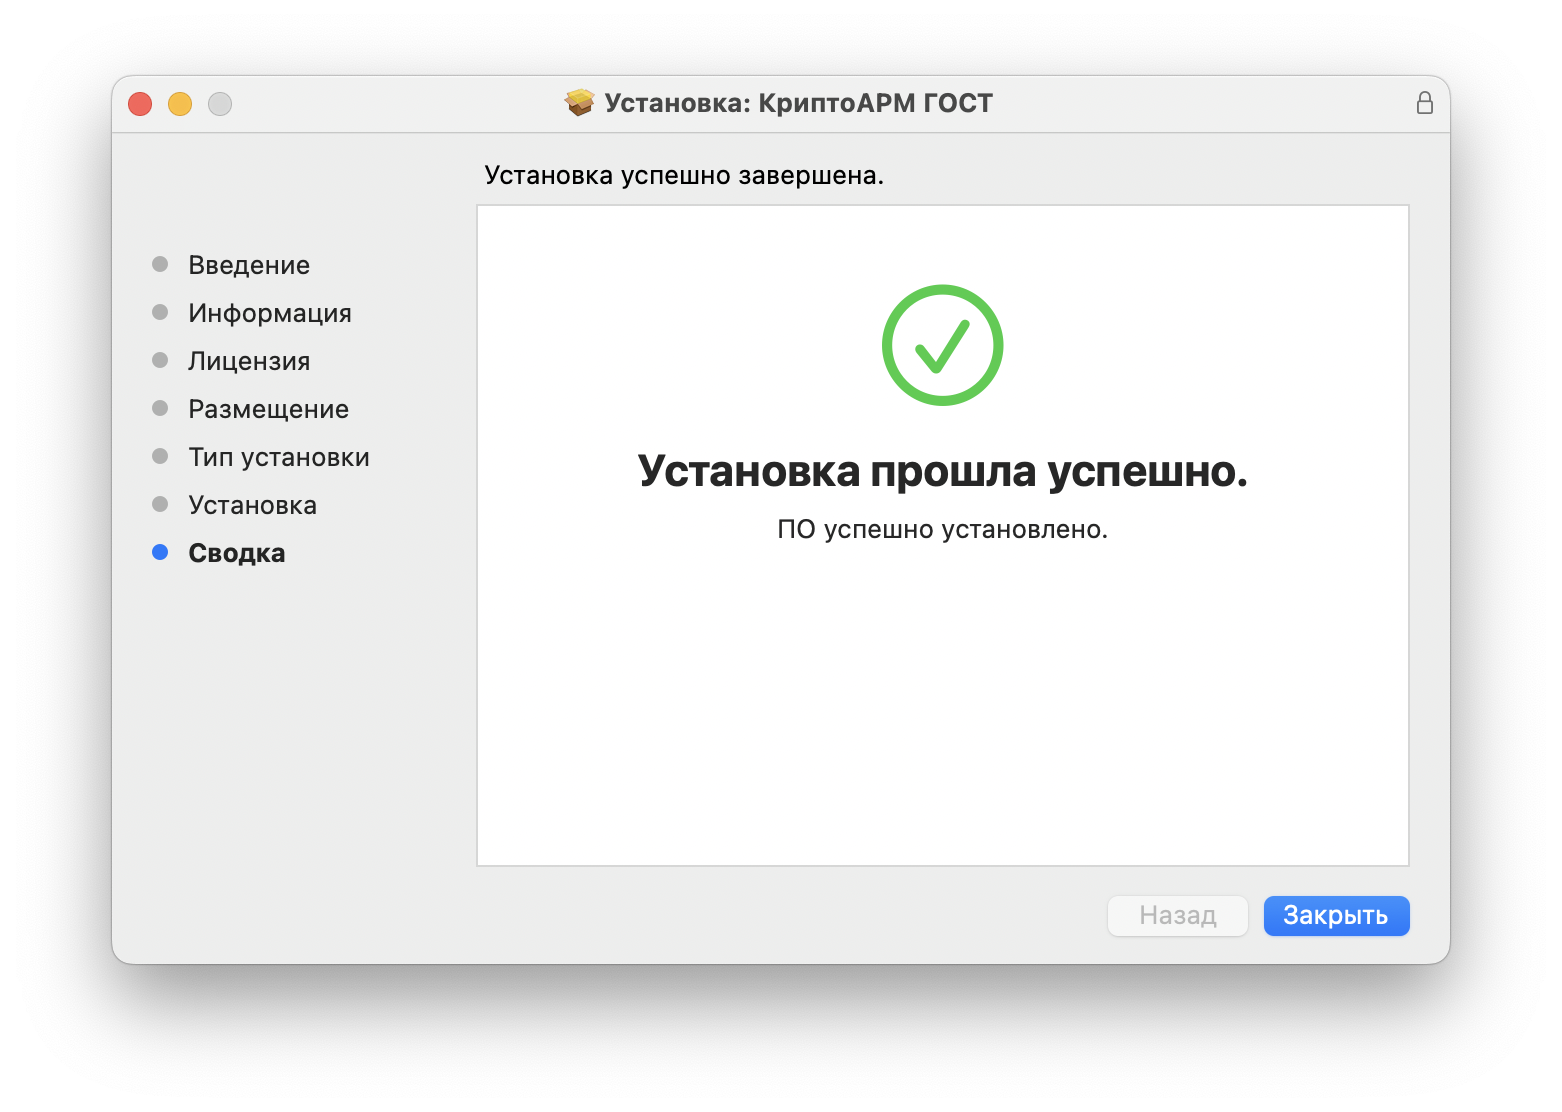 Установка: КриптоАРМ ГОСТ
Установка успешно завершена.
Введение
Информация
Лицензия
Размещение
Тип установки
Установка
Сводка
Установка прошла успешно.
ПО успешно установлено.
Назад
Закрыть